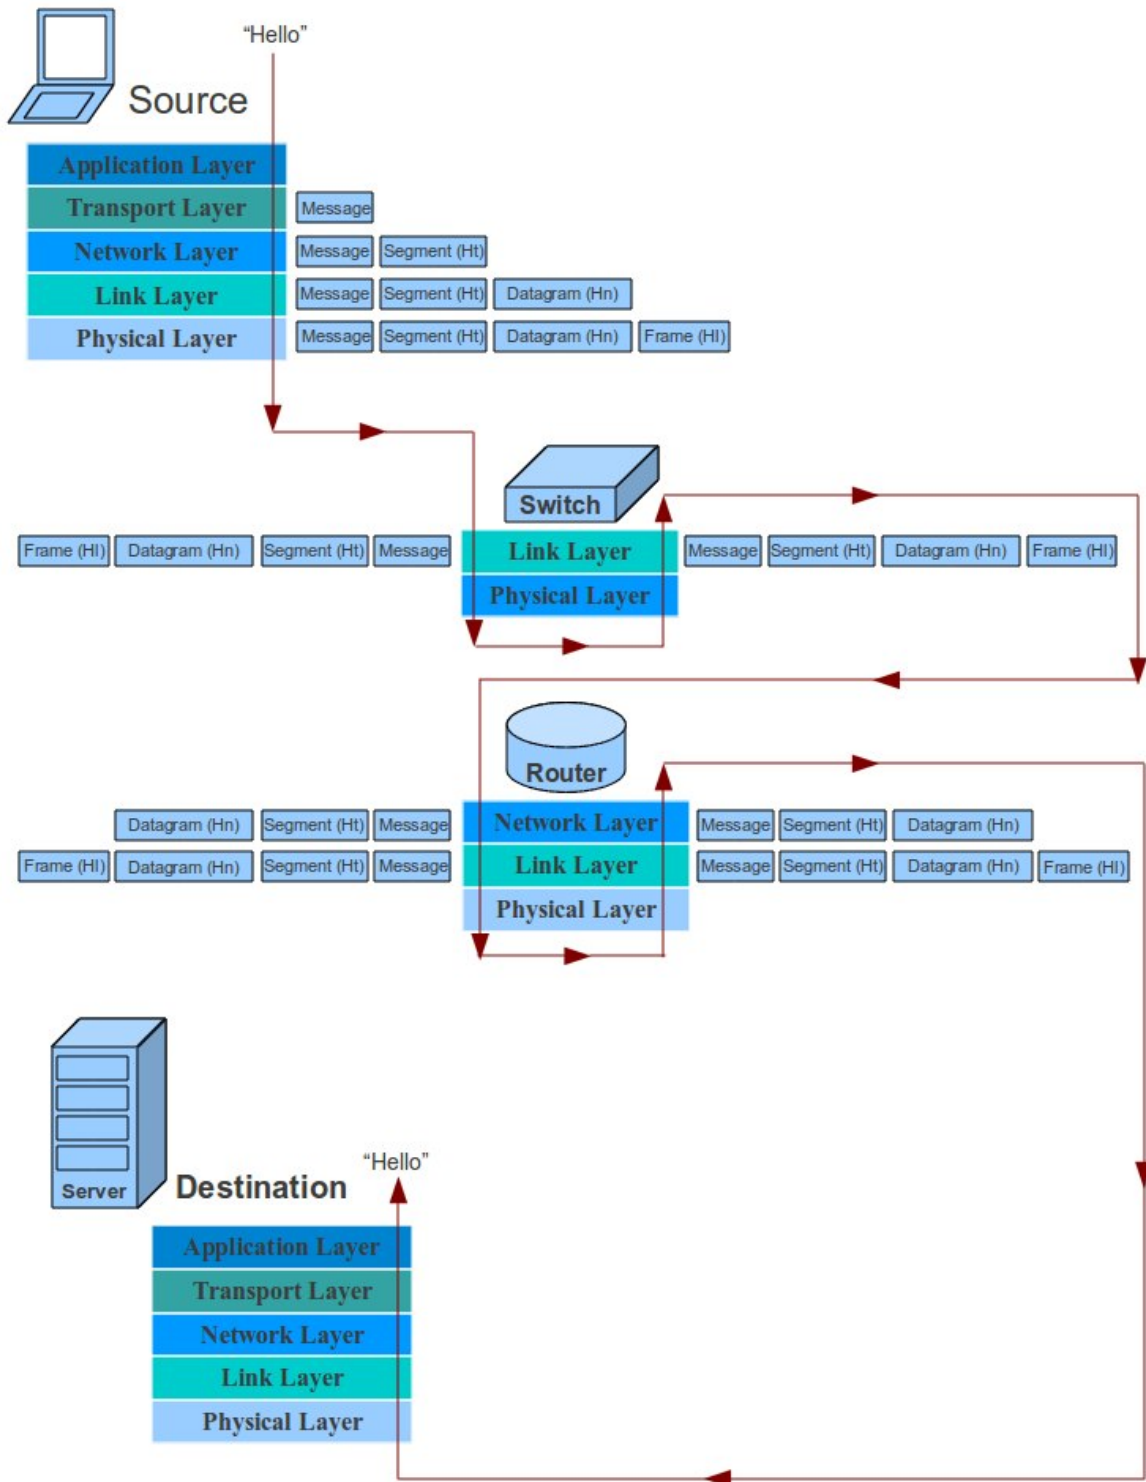 “Hello”
Source
Application Layer
Transport Layer Message
Network Layer Message Segment (Ht)
Link Layer Message Segment (Ht) Datagram (Hn)
Physical Layer Message Segment (Ht) Datagram (Hn) Frame (Hl)
Switch
Frame (Hl) Datagram (Hn) Segment (Ht) Message Link Layer Message Segment (Ht) Datagram (Hn) Frame (Hl)
Physical Layer
Router
Datagram (Hn) Segment (Ht) Message Network Layer Message Segment (Ht) Datagram (Hn)
Frame (Hl) Datagram (Hn) Segment (Ht) Message Link Layer Message Segment (Ht) Datagram (Hn) Frame (Hl)
Physical Layer
“Hello”
Server Destination
Application Layer
Transport Layer
Network Layer
Link Layer
Physical Layer